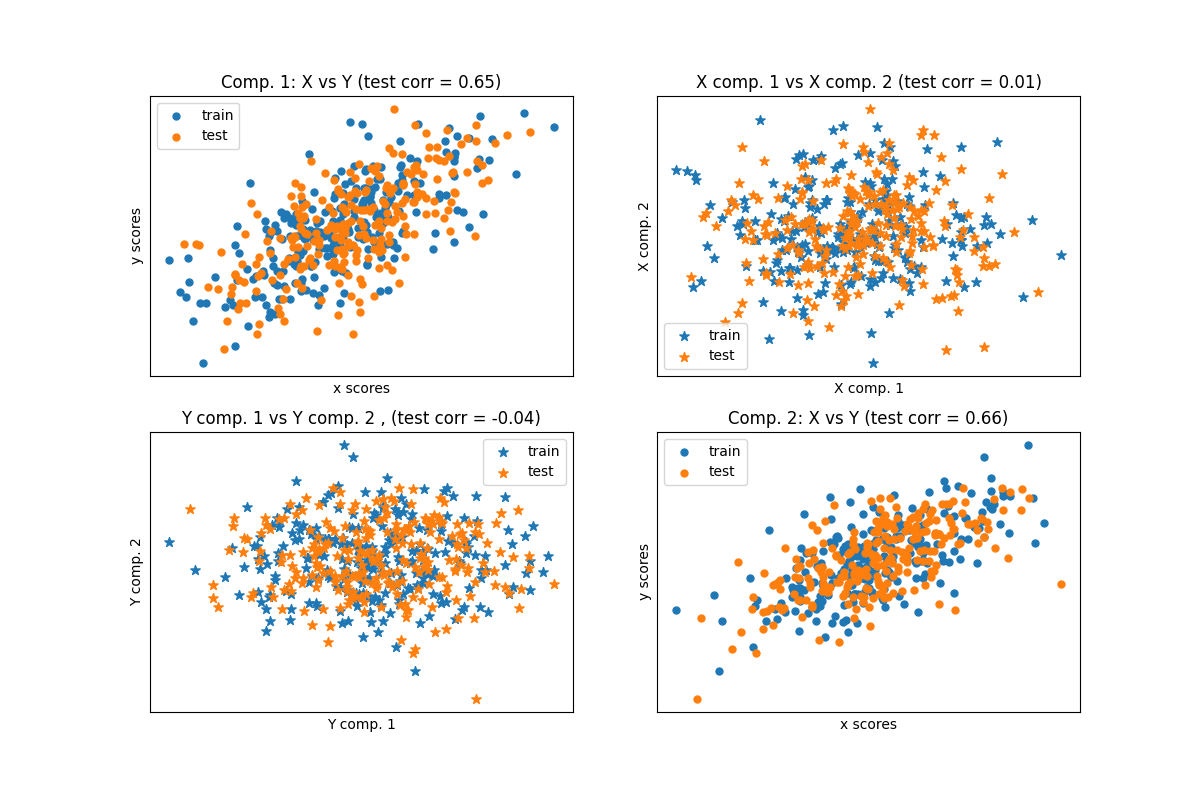 Comp. 1: X vs Y (test corr = 0.65)
train
test
y scores
x scores
X comp. 1 vs X comp. 2 (test corr = 0.01)
X comp. 2
train
test
X comp. 1
Y comp. 1 vs Y comp. 2 , (test corr = -0.04)
train
test
Y comp. 2
Y comp. 1
Comp. 2: X vs Y (test corr = 0.66)
train
test
y scores
x scores